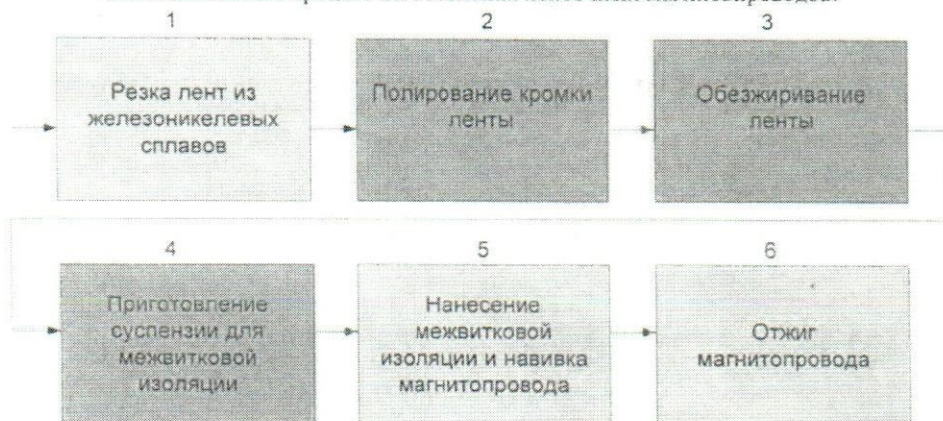 1
Резка лент из
железоникелевых
сплавов
2
Полирование кромки
ленты
3
Обезжиривание
ленты
4
Приготовление
суспензии для
межвитковой
изоляции
5
Нанесение
межвитковой
изоляции и навивка
магнитопровода
6
Отжиг
магнитопровода